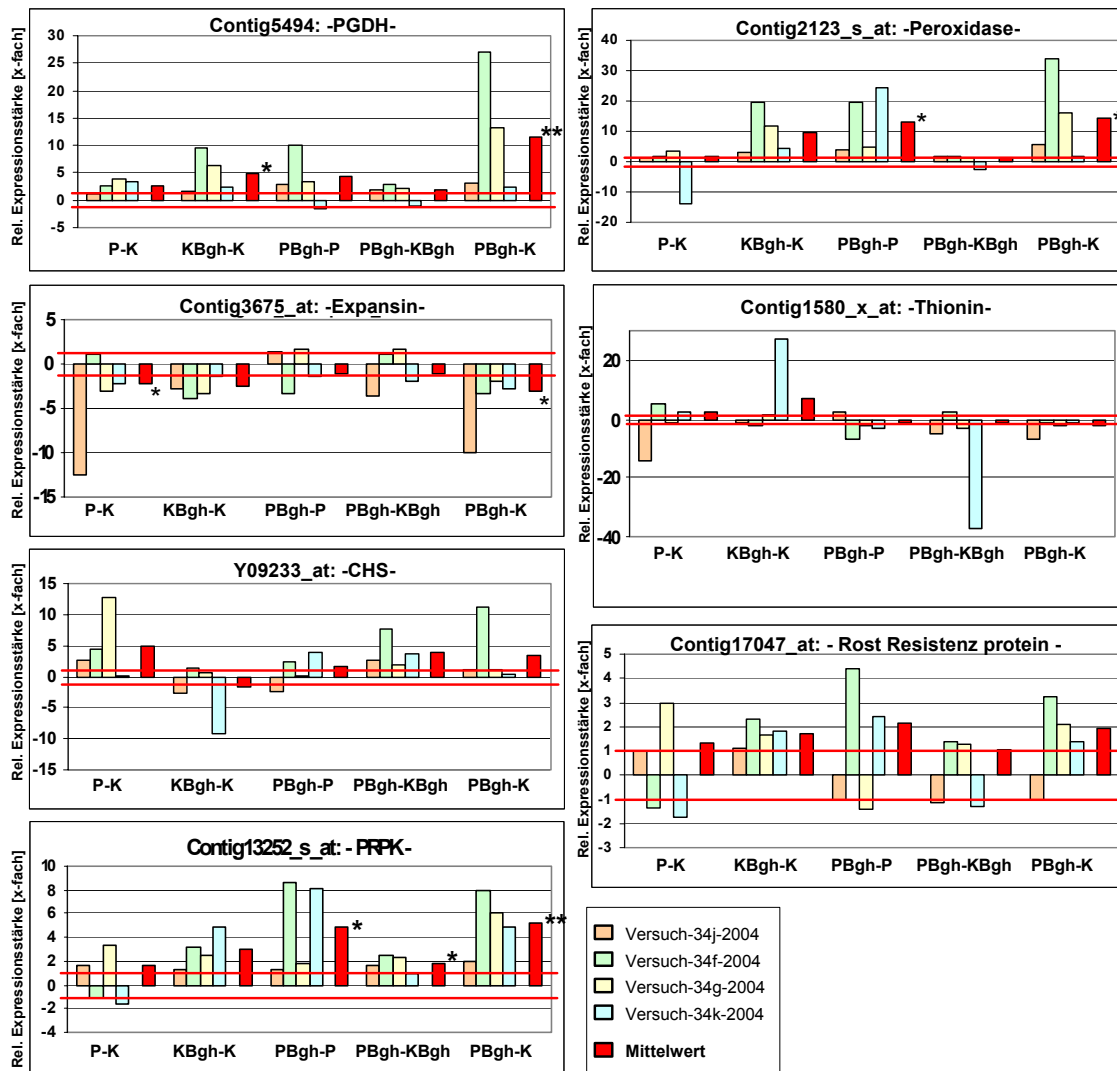 Contig5494: -PGDH-
Rel. Expressionsstärke [x-fach]
30
25
20
15
10
5
0
-5
*
**
P-K KBgh-K PBgh-P PBgh-KBgh PBgh-K
Contig2123_s_at: -Peroxidase-
Rel. Expressionsstärke [x-fach]
40
30
20
10
0
-10
-20
*
*
P-K KBgh-K PBgh-P PBgh-KBgh PBgh-K
Contig3675_at: -Expansin-
Rel. Expressionsstärke [x-fach]
5
0
-5
-10
-15
*
*
P-K KBgh-K PBgh-P PBgh-KBgh PBgh-K
Contig1580_x_at: -Thionin-
Rel. Expressionsstärke [x-fach]
20
0
-20
-40
P-K KBgh-K PBgh-P PBgh-KBgh PBgh-K
Y09233_at: -CHS-
Rel. Expressionsstärke [x-fach]
15
10
5
0
-5
-10
-15
P-K KBgh-K PBgh-P PBgh-KBgh PBgh-K
Contig17047_at: - Rost Resistenz protein -
Rel. Expressionsstärke [x-fach]
5
4
3
2
1
0
-1
-2
-3
P-K KBgh-K PBgh-P PBgh-KBgh PBgh-K
Contig13252_s_at: - PRPK-
Rel. Expressionsstärke [x-fach]
10
8
6
4
2
0
-2
-4
*
*
**
P-K KBgh-K PBgh-P PBgh-KBgh PBgh-K
Versuch-34j-2004
Versuch-34f-2004
Versuch-34g-2004
Versuch-34k-2004
Mittelwert